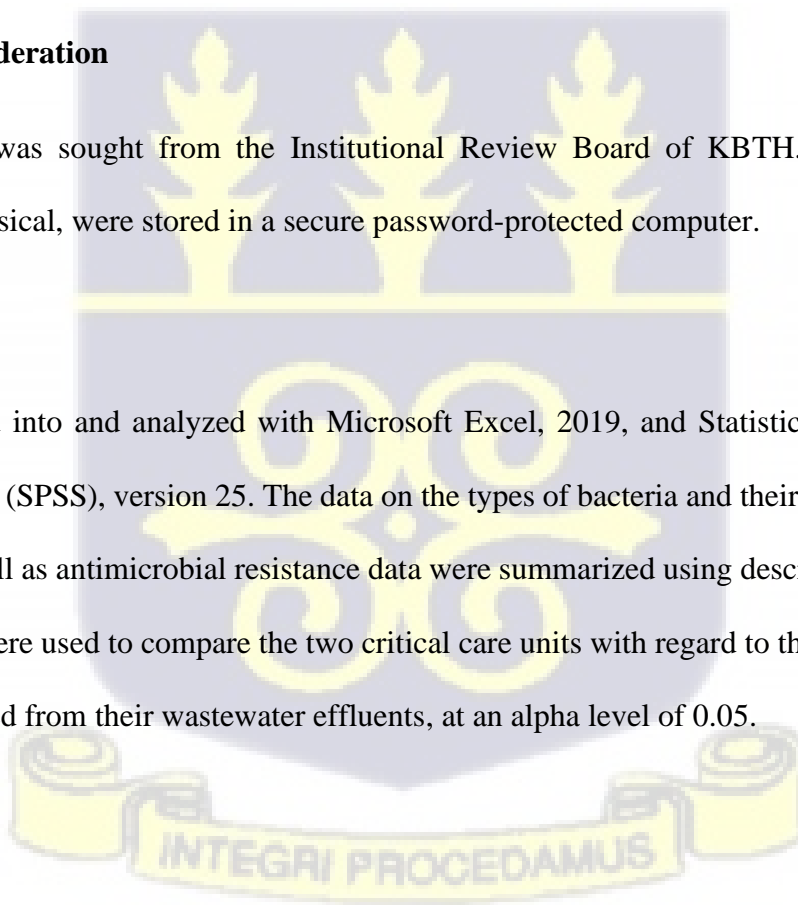 deration
was sought from the Institutional Review Board of KBTH.
sical, were stored in a secure password-protected computer.
into and analyzed with Microsoft Excel, 2019, and Statistic
(SPSS), version 25. The data on the types of bacteria and their
ll as antimicrobial resistance data were summarized using descri
ere used to compare the two critical care units with regard to th
d from their wastewater effluents, at an alpha level of 0.05.
INTEGRI PROCEDAMUS